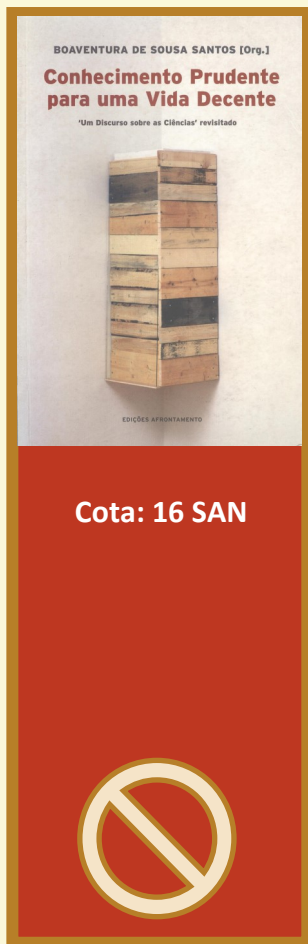 BOAVENTURA DE SOUSA SANTOS [Org.]
Conhecimento Prudente
para uma Vida Decente
'Um Discurso sobre as Ciências' revisitado
EDIÇÕES AFRONTAMENTO
Cota: 16 SAN